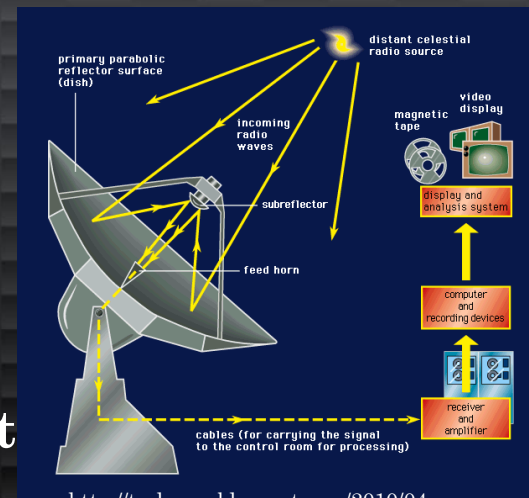 distant celestial
radio source
primary parabolic
reflector surface
(dish)
video
display
magnetic
tape
incoming
radio
waves
display and
analysis system
subreflector
feed horn
computer
and
recording devices
receiver
and
amplifier
t
cables (for carrying the signal
to the control room for processing)